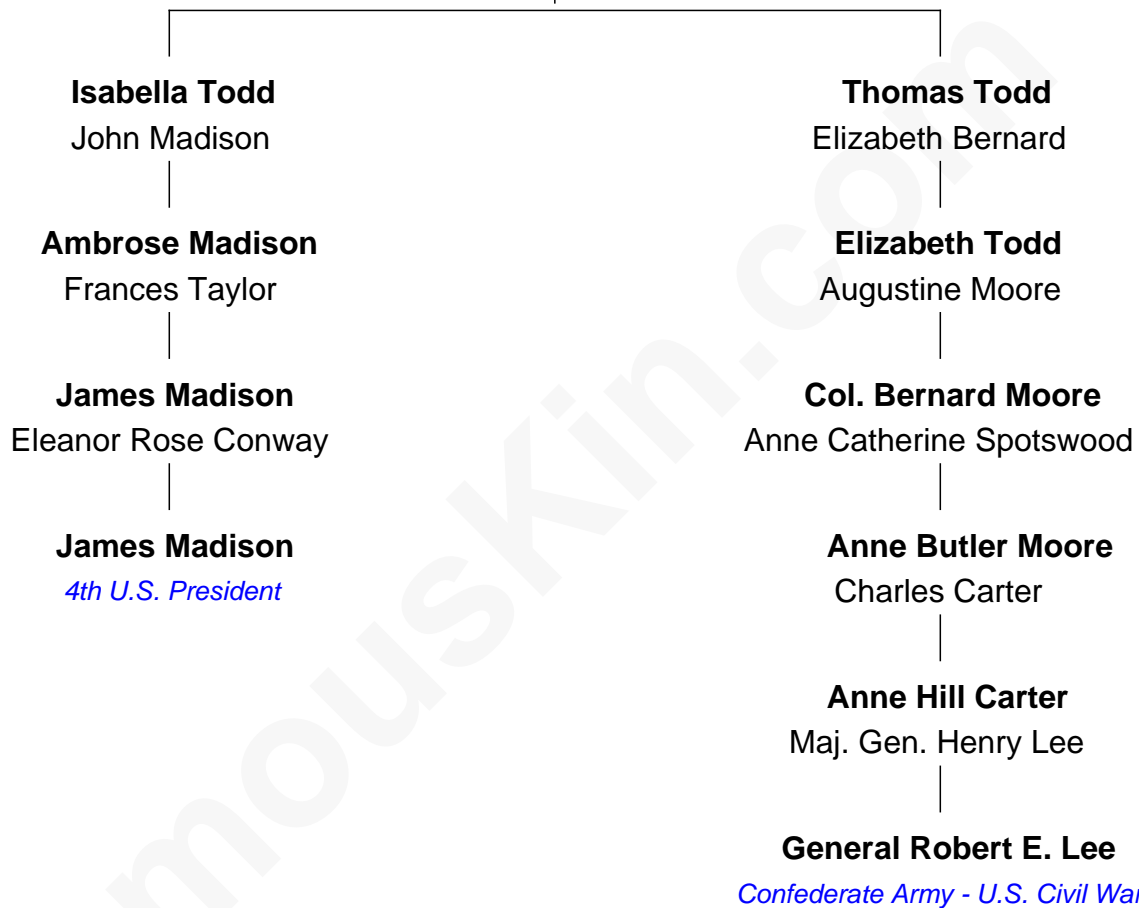 Isabella Todd
John Madison
Ambrose Madison
Frances Taylor
James Madison
Eleanor Rose Conway
James Madison
4th U.S. President
Thomas Todd
Elizabeth Bernard
Elizabeth Todd
Augustine Moore
Col. Bernard Moore
Anne Catherine Spotswood
Anne Butler Moore
Charles Carter
Anne Hill Carter
Maj. Gen. Henry Lee
General Robert E. Lee
Confederate Army - U.S. Civil War
mousKin.com